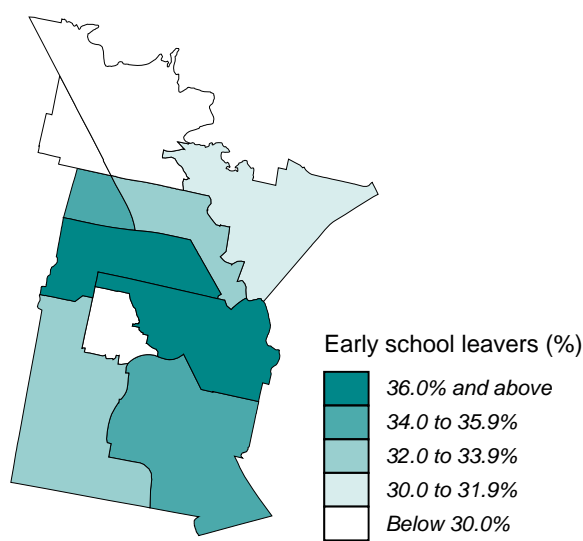 Early school leavers (%)
36.0% and above
34.0 to 35.9%
32.0 to 33.9%
30.0 to 31.9%
Below 30.0%